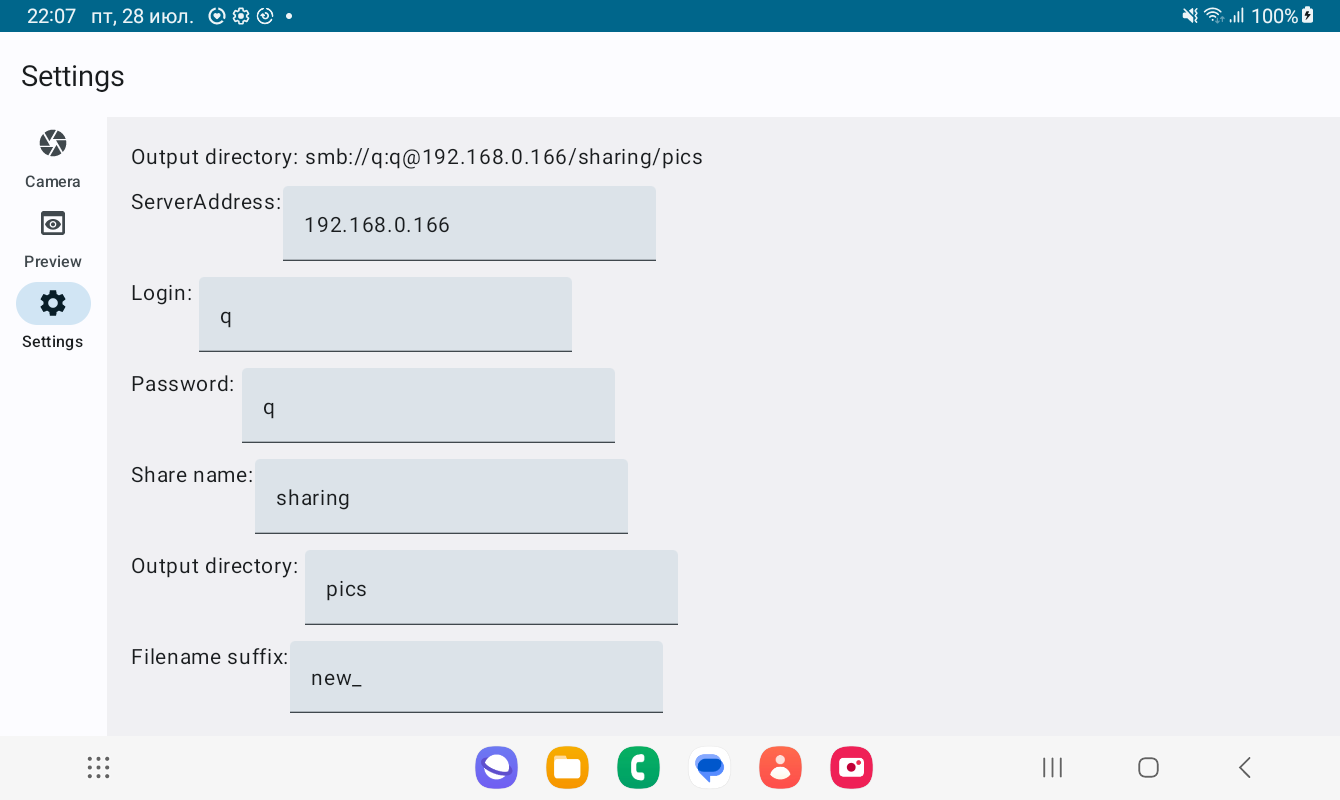 22:07 пт, 28 июл. 100%
Settings
Camera
Preview
Settings
Output directory: smb://q:q@192.168.0.166/sharing/pics
ServerAddress: 192.168.0.166
Login: q
Password: q
Share name: sharing
Output directory: pics
Filename suffix: new_